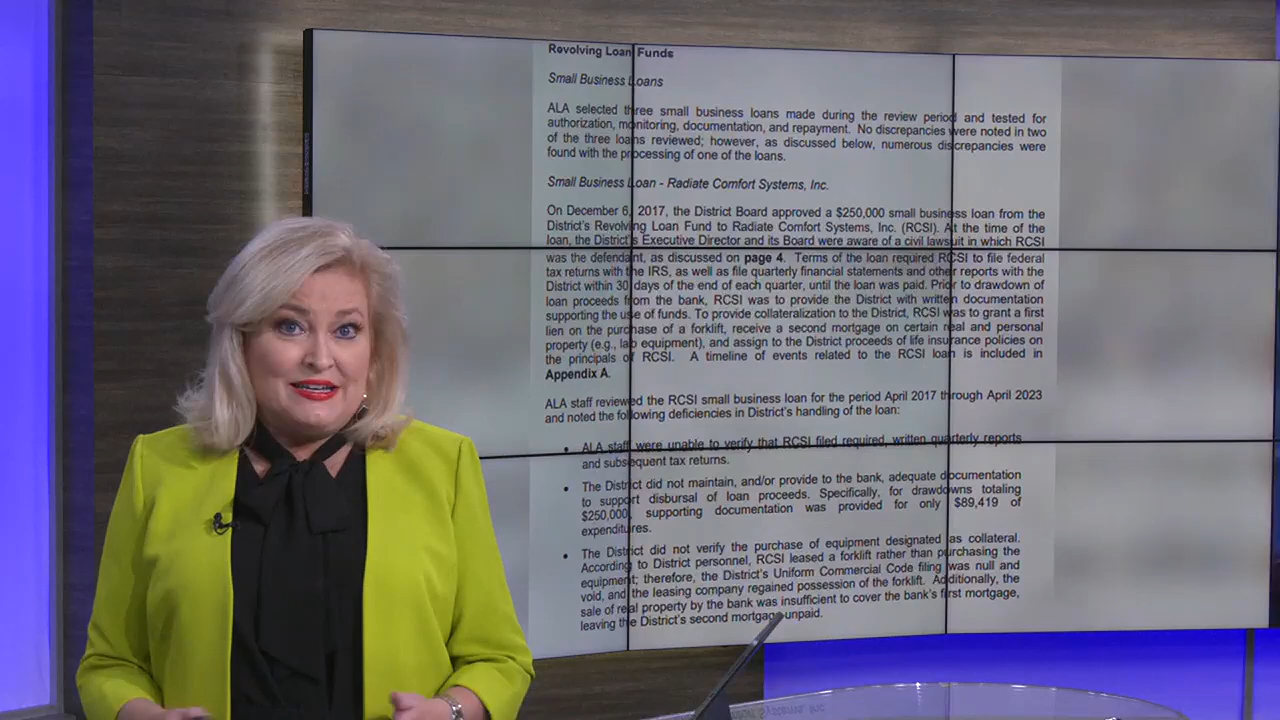 Revolving Loan Funds
Small Business Loans
ALA selected three small business loans made during the review period and tested for
authorization, monitoring, documentation, and repayment. No discrepancies were noted in two
of the three loans reviewed; however, as discussed below, numerous discrepancies were
found with the processing of one of the loans.
Small Business Loan - Radiate Comfort Systems, Inc.
On December 6, 2017, the District Board approved a $250,000 small business loan from the
District's Revolving Loan Fund to Radiate Comfort Systems, Inc. (RCSI). At the time of the
loan, the District's Executive Director and its Board were aware of a civil lawsuit in which RCSI
was the defendant, as discussed on page 4. Terms of the loan required RCSI to file federal
tax returns with the IRS, as well as file quarterly financial statements and other reports with the
District within 30 days of the end of each quarter, until the loan was paid. Prior to drawdown of
loan proceeds from the bank, RCSI was to provide the District with written documentation
supporting the use of funds. To provide collateralization to the District, RCSI was to grant a first
lien on the purchase of a forklift, receive a second mortgage on certain real and personal
property (e.g., lab equipment), and assign to the District proceeds of life insurance policies on
the principals of RCSI. A timeline of events related to the RCSI loan is included in
Appendix A.
ALA staff reviewed the RCSI small business loan for the period April 2017 through April 2023
and noted the following deficiencies in District's handling of the loan:
• ALA staff were unable to verify that RCSI filed required, written quarterly reports
and subsequent tax returns.
• The District did not maintain, and/or provide to the bank, adequate documentation
to support disbursal of loan proceeds. Specifically, for drawdowns totaling
$250,000, supporting documentation was provided for only $89,419 of
expenditures.
• The District did not verify the purchase of equipment designated as collateral.
According to District personnel, RCSI leased a forklift rather than purchasing the
equipment; therefore, the District's Uniform Commercial Code filing was null and
void, and the leasing company regained possession of the forklift. Additionally, the
sale of real property by the bank was insufficient to cover the bank's first mortgage,
leaving the District's second mortgage unpaid.